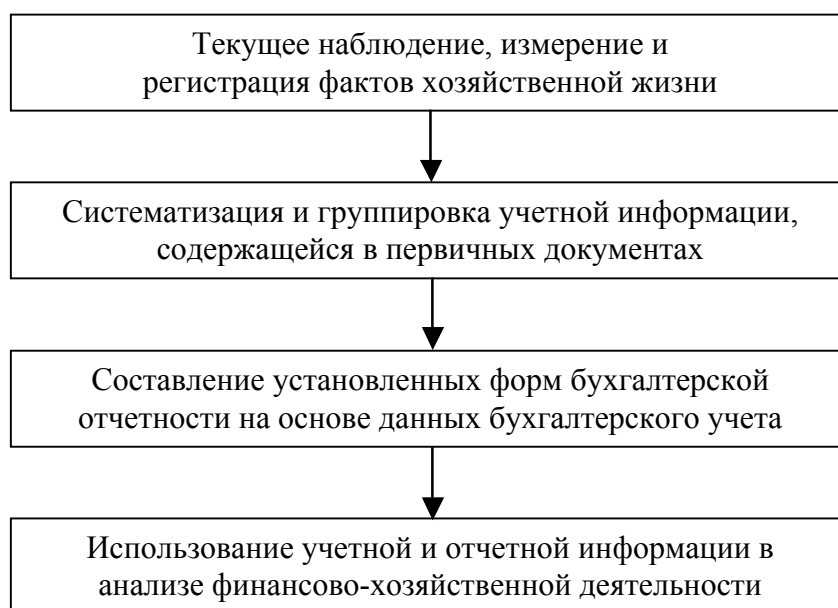 Текущее наблюдение, измерение и
регистрация фактов хозяйственной жизни
Систематизация и группировка учетной информации,
содержащейся в первичных документах
Составление установленных форм бухгалтерской
отчетности на основе данных бухгалтерского учета
Использование учетной и отчетной информации в
анализе финансово-хозяйственной деятельности